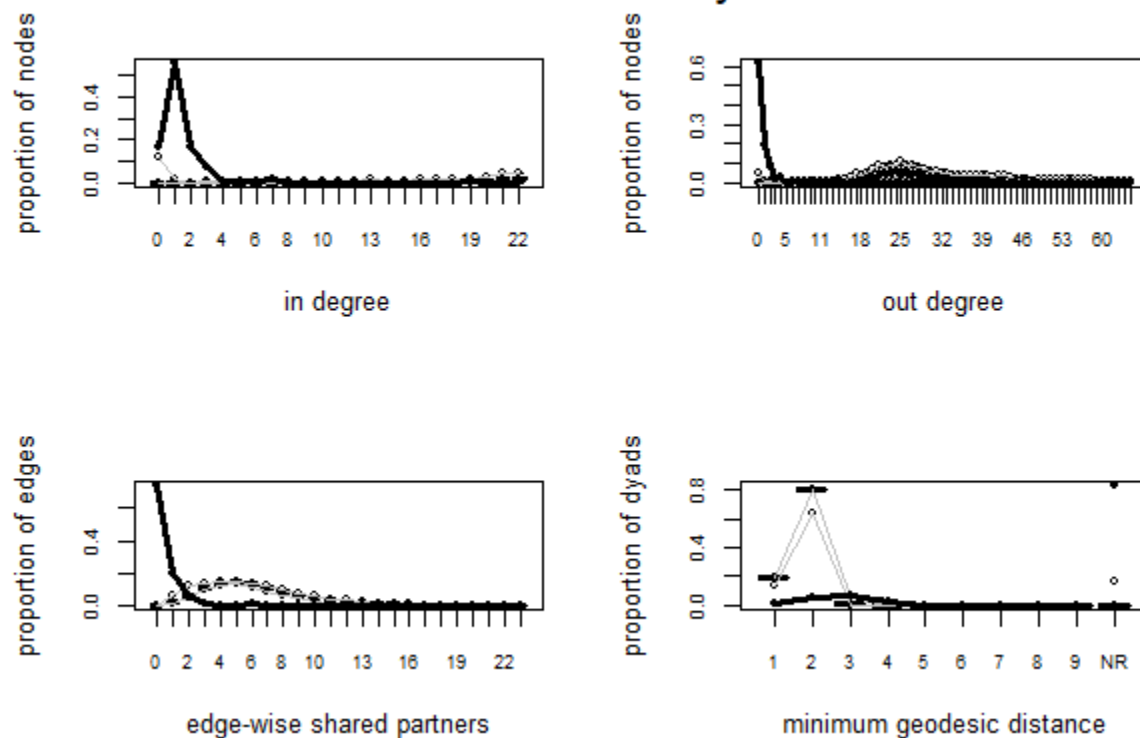 proportion of nodes
0.0 0.2 0.4
0 2 4 6 8 10 13 16 19 22
in degree
proportion of nodes
0.0 0.3 0.6
0 5 11 18 25 32 39 46 53 60
out degree
proportion of edges
0.0 0.4
0 2 4 6 8 10 13 16 19 22
edge-wise shared partners
proportion of dyads
0.0 0.4 0.8
1 2 3 4 5 6 7 8 9 NR
minimum geodesic distance